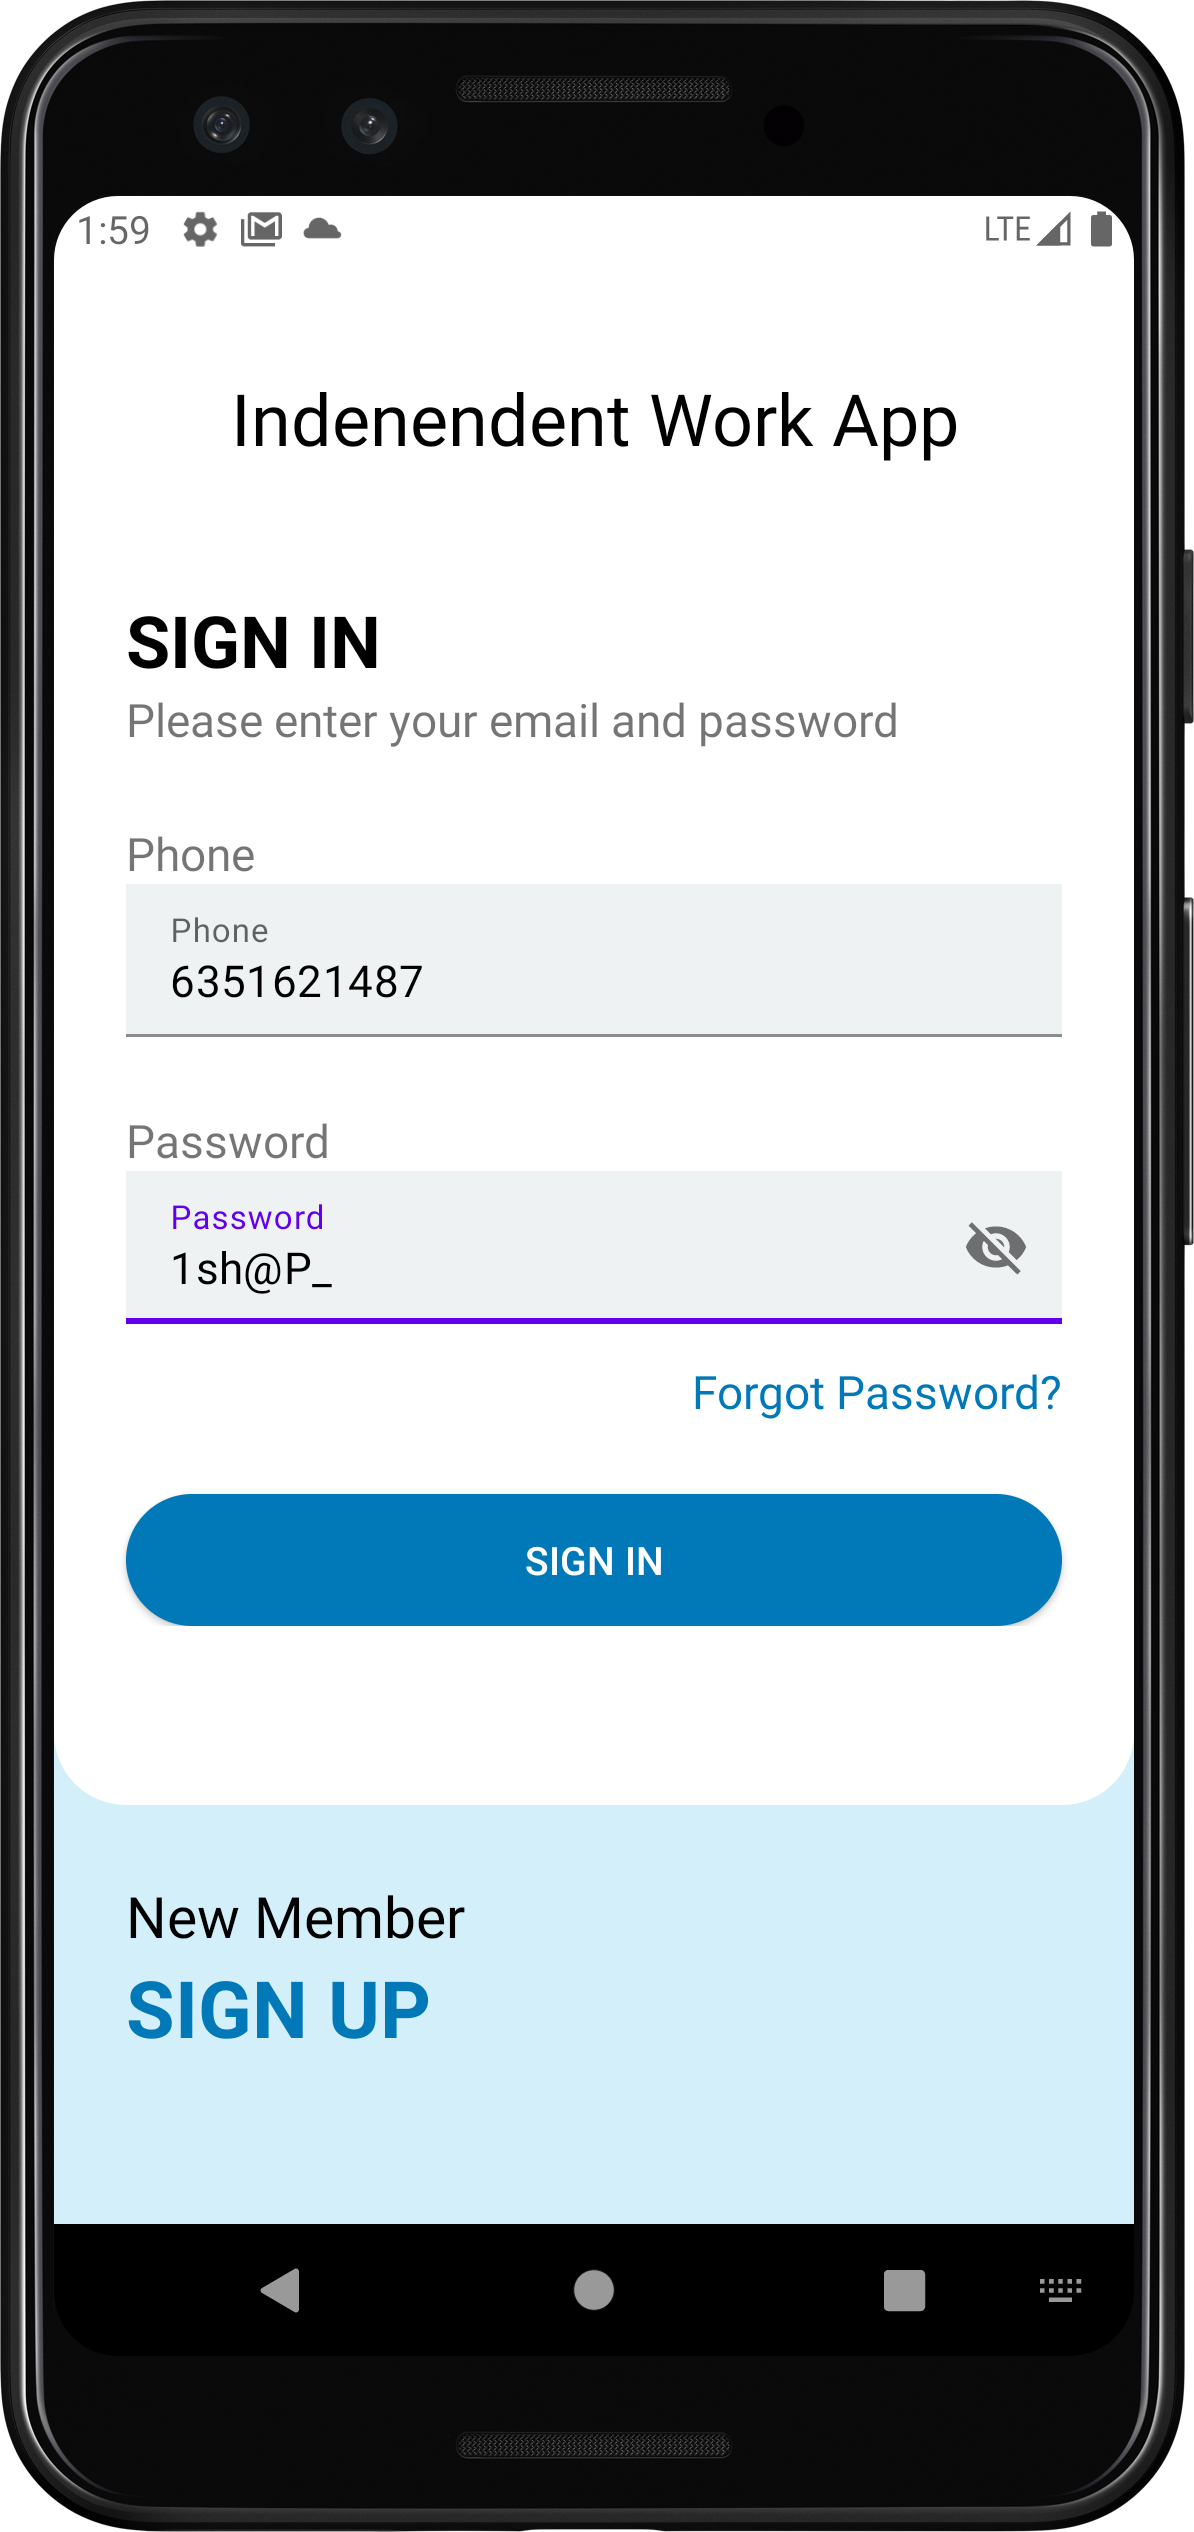 1:59 LTE
Indenendent Work App
SIGN IN
Please enter your email and password
Phone
Phone
6351621487
Password
Password
1sh@P_
Forgot Password?
SIGN IN
New Member
SIGN UP